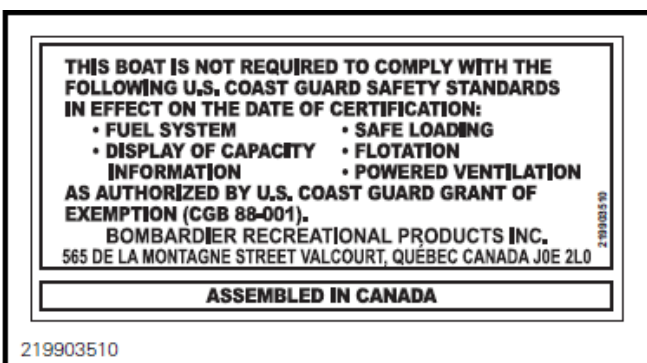 THIS BOAT IS NOT REQUIRED TO COMPLY WITH THE
FOLLOWING U.S. COAST GUARD SAFETY STANDARDS
IN EFFECT ON THE DATE OF CERTIFICATION:
• FUEL SYSTEM
• DISPLAY OF CAPACITY
INFORMATION
• SAFE LOADING
• FLOTATION
• POWERED VENTILATION
AS AUTHORIZED BY U.S. COAST GUARD GRANT OF
EXEMPTION (CGB 88-001).
BOMBARDIER RECREATIONAL PRODUCTS INC.
565 DE LA MONTAGNE STREET VALCOURT, QUÉBEC CANADA J0E 2L0
219903510
ASSEMBLED IN CANADA
219903510